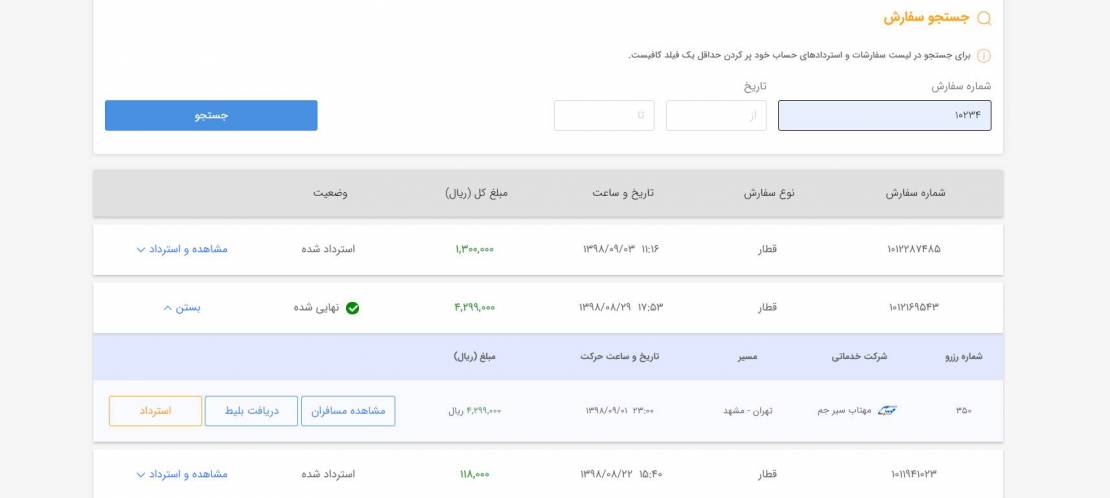 جستجو سفارش
برای جستجو در لیست سفارشات و استردادهای حساب خود پر کردن حداقل یک فیلد کافیست.
شماره سفارش تاریخ
۱۰۲۳۴ از تا جستجو
شماره سفارش نوع سفارش تاریخ و ساعت مبلغ کل (ریال) وضعیت
۱۰۱۲۲۸۷۴۸۵ قطار ۱۳۹۸/۰۹/۰۳ ۱۱:۱۶ ۱,۳۰۰,۰۰۰ استرداد شده مشاهده و استرداد
۱۰۱۲۱۶۹۵۴۳ قطار ۱۳۹۸/۰۸/۲۹ ۱۷:۵۳ ۴,۲۹۹,۰۰۰ نهایی شده بستن
شماره رزرو شرکت خدماتی مسیر تاریخ و ساعت حرکت مبلغ (ریال)
۳۵۰ مهتاب سیر جم تهران - مشهد ۱۳۹۸/۰۹/۰۱ ۲۳:۰۰ ۴,۲۹۹,۰۰۰ ریال مشاهده مسافران دریافت بلیط استرداد
۱۰۱۱۹۴۱۰۲۳ قطار ۱۳۹۸/۰۸/۲۲ ۱۵:۴۰ ۱۱۸,۰۰۰ استرداد شده مشاهده و استرداد